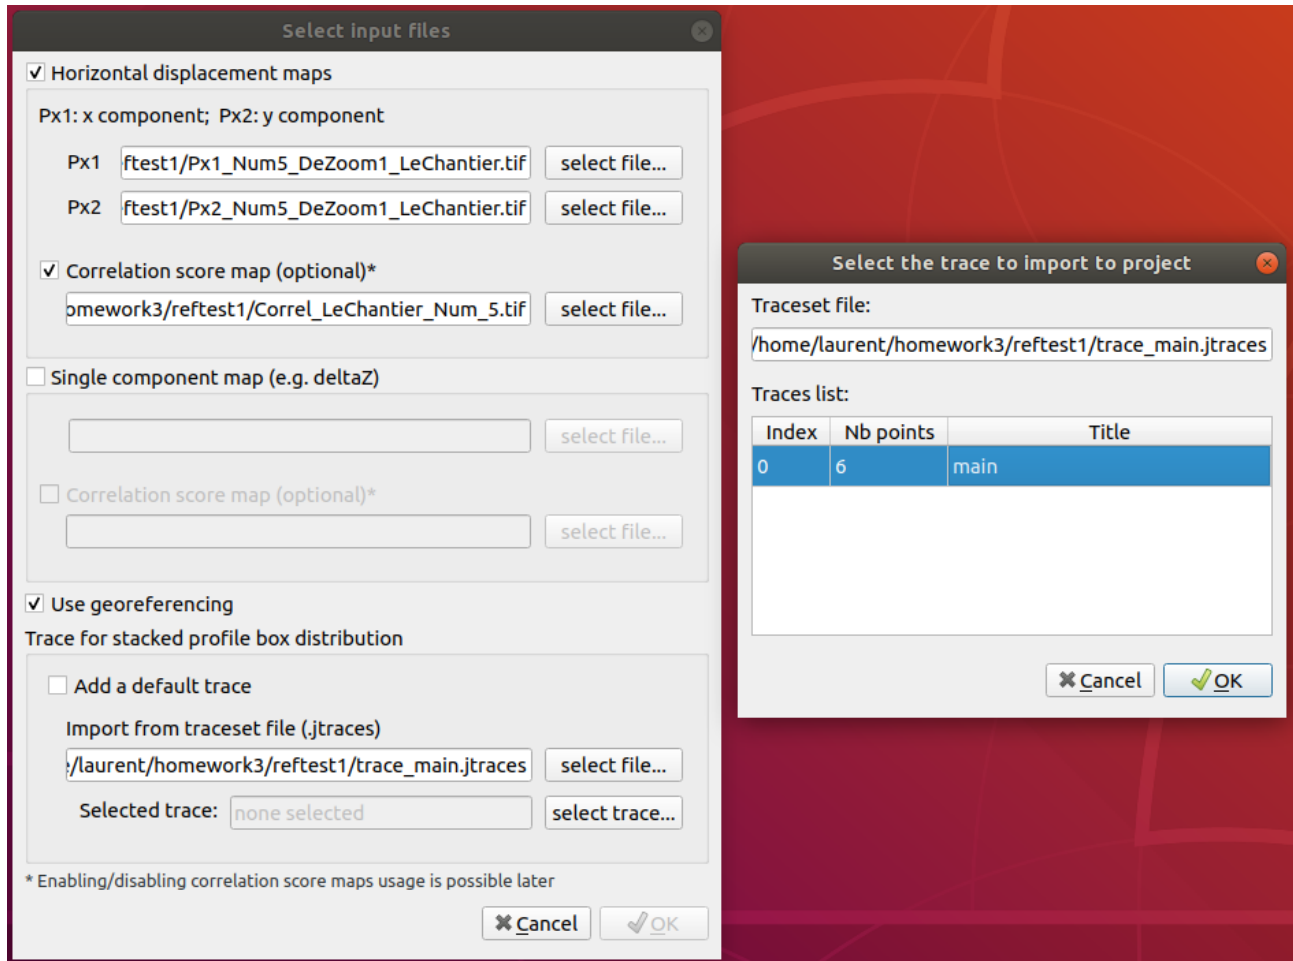 Select input files
Horizontal displacement maps
Px1: x component; Px2: y component
Px1 ftest1/Px1_Num5_DeZoom1_LeChantier.tif select file...
Px2 ftest1/Px2_Num5_DeZoom1_LeChantier.tif select file...
Correlation score map (optional)*
omework3/reftest1/Correl_LeChantier_Num_5.tif select file...
Single component map (e.g. deltaZ)
select file...
Correlation score map (optional)*
select file...
Use georeferencing
Trace for stacked profile box distribution
Add a default trace
Import from traceset file (.jtraces)
/laurent/homework3/reftest1/trace_main.jtraces select file...
Selected trace: none selected select trace...
* Enabling/disabling correlation score maps usage is possible later
Cancel OK
Select the trace to import to project
Traceset file:
/home/laurent/homework3/reftest1/trace_main.jtraces
Traces list:
Index Nb points Title
0 6 main
Cancel OK